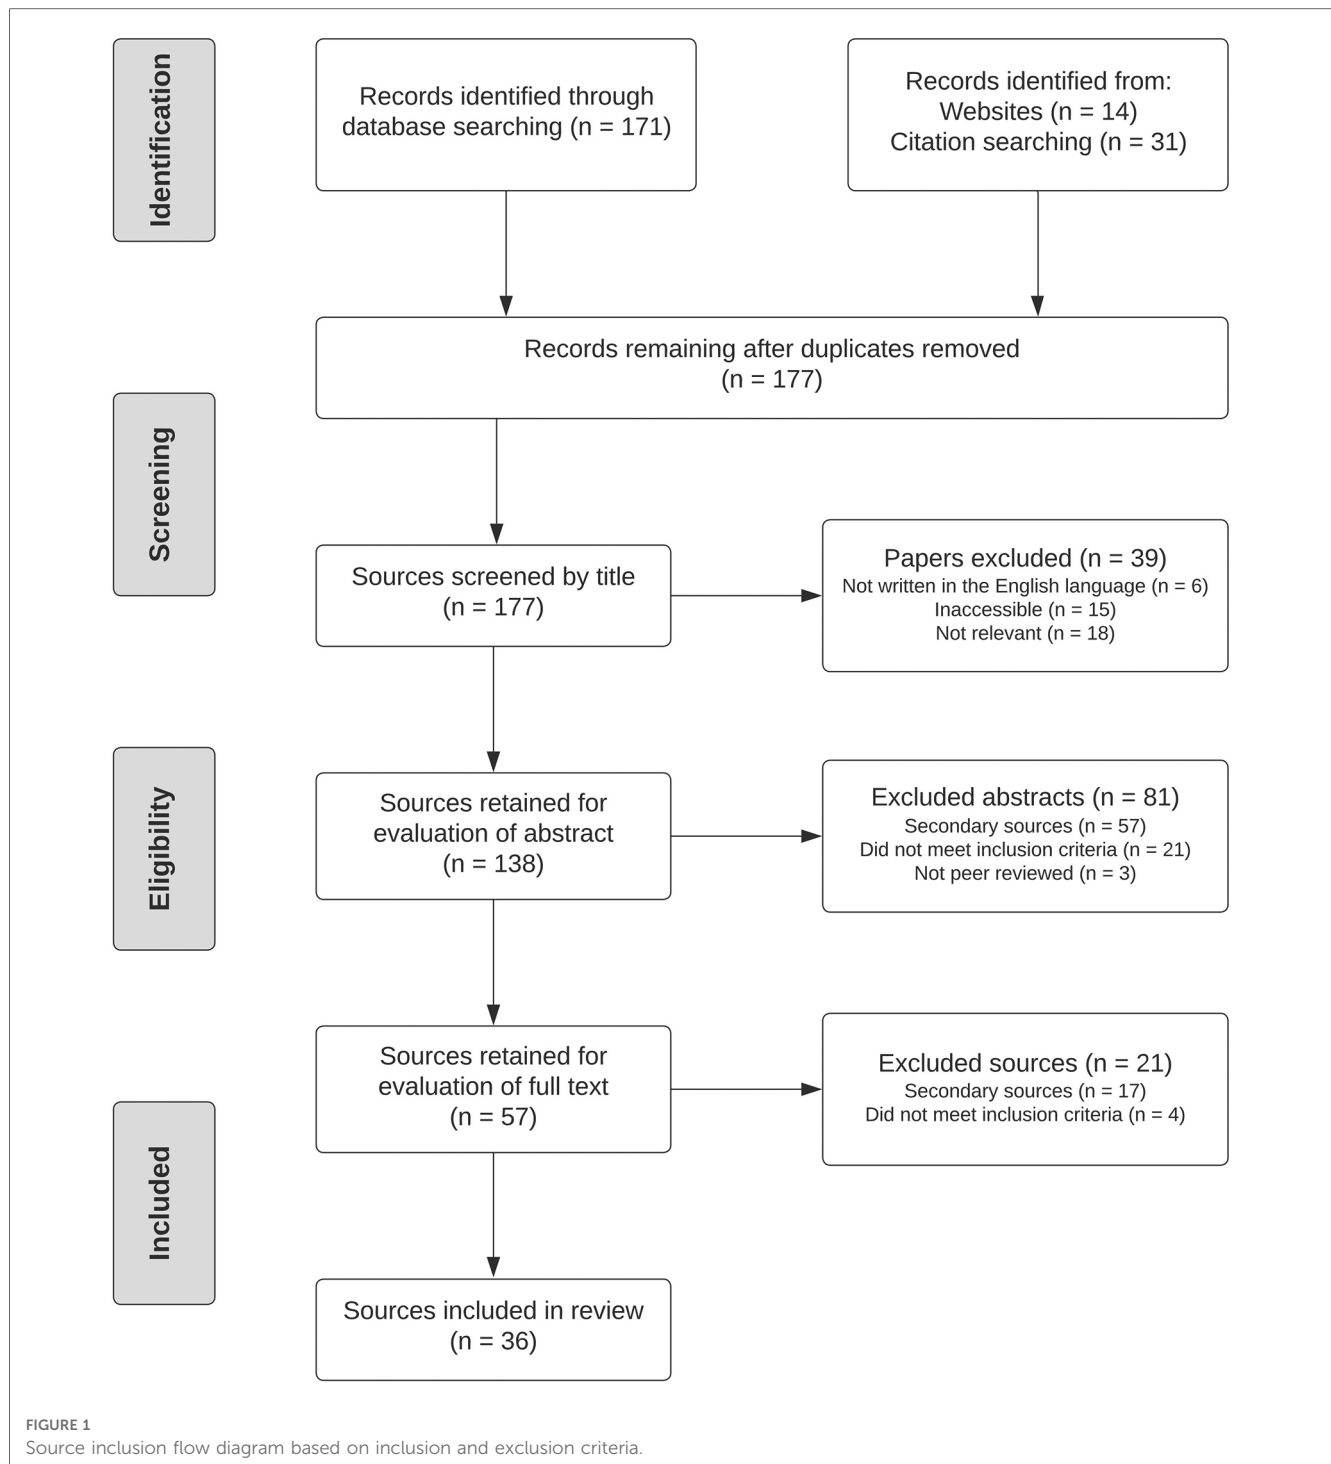 Identification
Records identified through
database searching (n = 171)
Records identified from:
Websites (n = 14)
Citation searching (n = 31)
Records remaining after duplicates removed
(n = 177)
Screening
Sources screened by title
(n = 177)
Papers excluded (n = 39)
Not written in the English language (n = 6)
Inaccessible (n = 15)
Not relevant (n = 18)
Eligibility
Sources retained for
evaluation of abstract
(n = 138)
Excluded abstracts (n = 81)
Secondary sources (n = 57)
Did not meet inclusion criteria (n = 21)
Not peer reviewed (n = 3)
Sources retained for
evaluation of full text
(n = 57)
Excluded sources (n = 21)
Secondary sources (n = 17)
Did not meet inclusion criteria (n = 4)
Included
Sources included in review
(n = 36)
FIGURE 1
Source inclusion flow diagram based on inclusion and exclusion criteria.